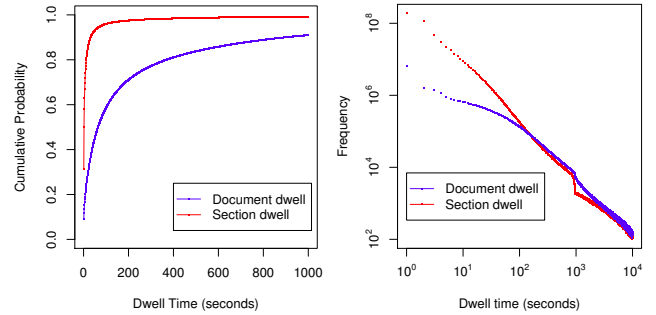 Cumulative Probability
1.0
0.8
0.6
0.4
0.2
0.0
Document dwell
Section dwell
0 200 400 600 800 1000
Dwell Time (seconds)
Frequency
10^8
10^6
10^4
10^2
Document dwell
Section dwell
10^0 10^1 10^2 10^3 10^4
Dwell time (seconds)